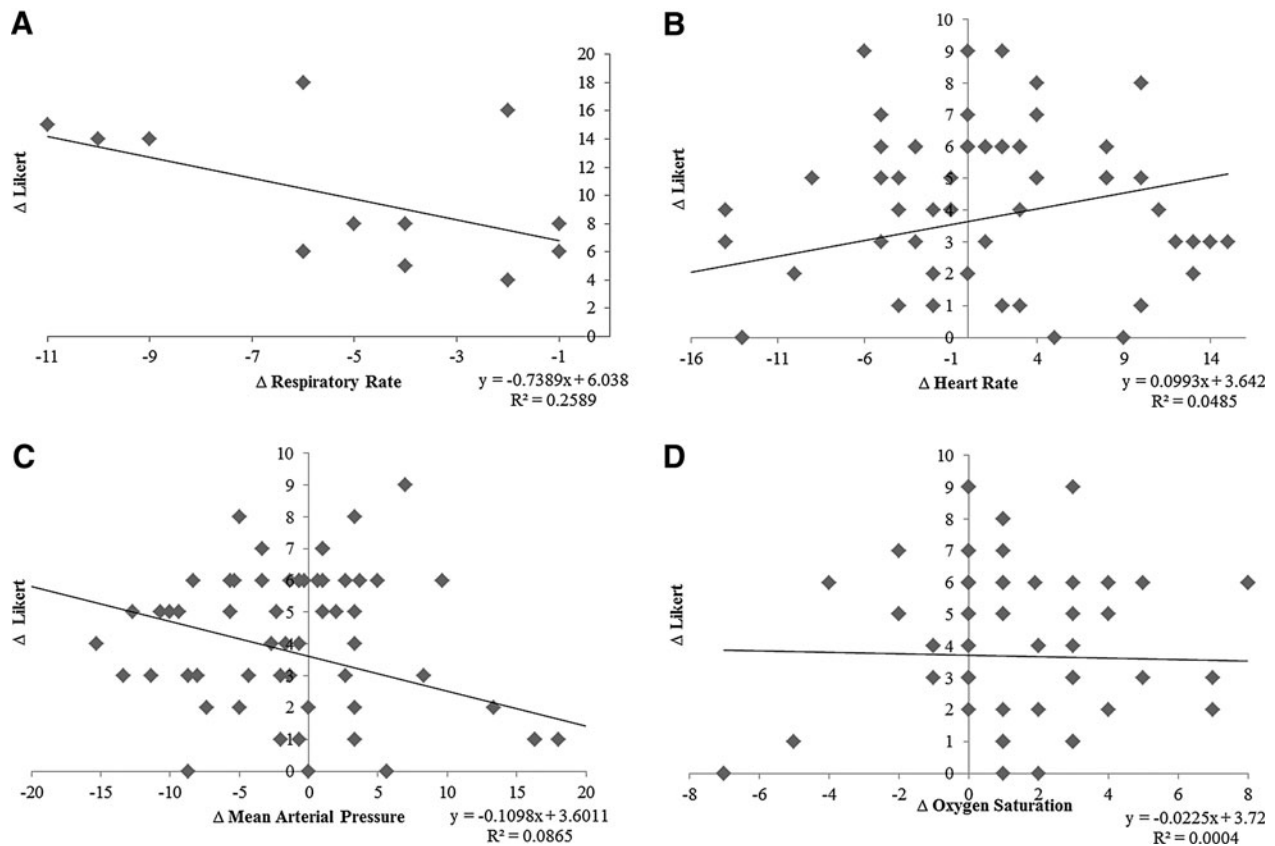 A
20
18
16
14
12
10
8
6
4
2
0
Δ Likert
-11 -9 -7 -5 -3 -1
Δ Respiratory Rate
y = -0.7389x + 6.038
R² = 0.2589
B
10
9
8
7
6
5
4
3
2
1
0
Δ Likert
-16 -11 -6 -1 4 9 14
Δ Heart Rate
y = 0.0993x + 3.642
R² = 0.0485
C
10
9
8
7
6
5
4
3
2
1
0
Δ Likert
-20 -15 -10 -5 0 5 10 15 20
Δ Mean Arterial Pressure
y = -0.1098x + 3.6011
R² = 0.0865
D
10
9
8
7
6
5
4
3
2
1
0
Δ Likert
-8 -6 -4 -2 0 2 4 6 8
Δ Oxygen Saturation
y = -0.0225x + 3.72
R² = 0.0004